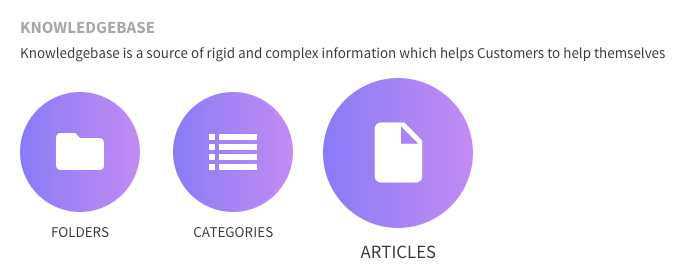 KNOWLEDGEBASE
Knowledgebase is a source of rigid and complex information which helps Customers to help themselves
FOLDERS
CATEGORIES
ARTICLES